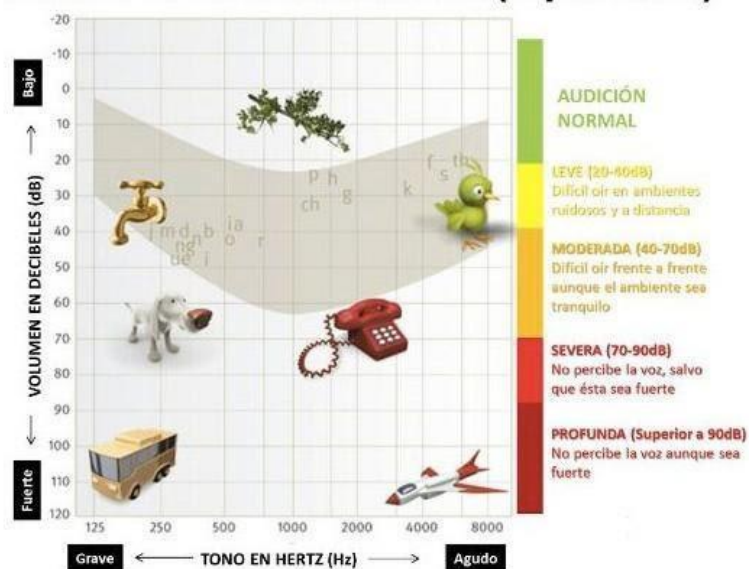 -20
-10
0
10
20
30
40
50
60
70
80
90
100
110
120
Bajo
VOLUMEN EN DECIBELES (dB)
Fuerte
f s th
p h
k
g
ch
j m d b
n
ng
i a
o
r
u e l
125 250 500 1000 2000 4000 8000
Grave TONO EN HERTZ (Hz) Agudo
AUDICIÓN
NORMAL
LEVE (20-40dB)
Difícil oír en ambientes
ruidosos y a distancia
MODERADA (40-70dB)
Difícil oír frente a frente
aunque el ambiente sea
tranquilo
SEVERA (70-90dB)
No percibe la voz, salvo
que ésta sea fuerte
PROFUNDA (Superior a 90dB)
No percibe la voz aunque sea
fuerte